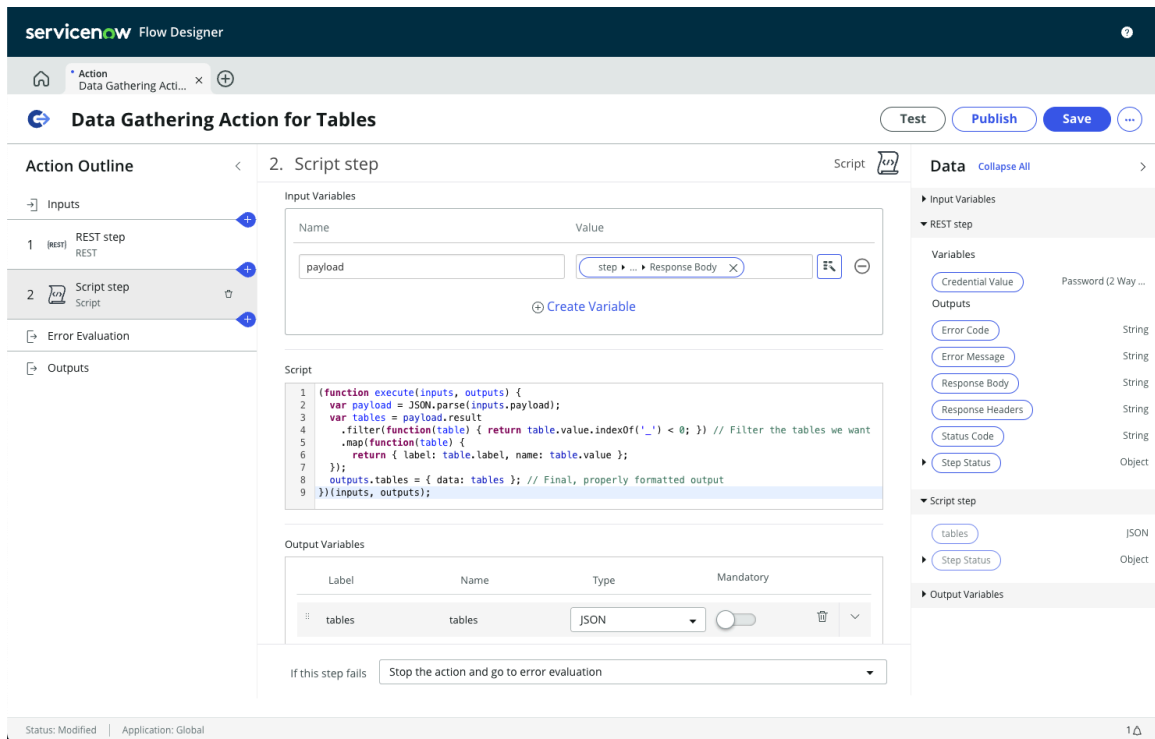 servicenow Flow Designer
?
* Action
Data Gathering Acti... ×
Data Gathering Action for Tables
Test
Publish
Save
...
Action Outline
Inputs
1 {REST} REST step
REST
2 Script step
Script
Error Evaluation
Outputs
2. Script step
Script
Input Variables
Name Value
payload step ▸ ... ▸ Response Body ×
Create Variable
Script
1 (function execute(inputs, outputs) {
2 var payload = JSON.parse(inputs.payload);
3 var tables = payload.result
4 .filter(function(table) { return table.value.indexOf('_') < 0; }) // Filter the tables we want
5 .map(function(table) {
6 return { label: table.label, name: table.value };
7 });
8 outputs.tables = { data: tables }; // Final, properly formatted output
9 })(inputs, outputs);
Output Variables
Label Name Type Mandatory
tables tables JSON
If this step fails Stop the action and go to error evaluation
Data Collapse All
Input Variables
REST step
Variables
Credential Value Password (2 Way ...
Outputs
Error Code String
Error Message String
Response Body String
Response Headers String
Status Code String
Step Status Object
Script step
tables JSON
Step Status Object
Output Variables
Status: Modified | Application: Global
1